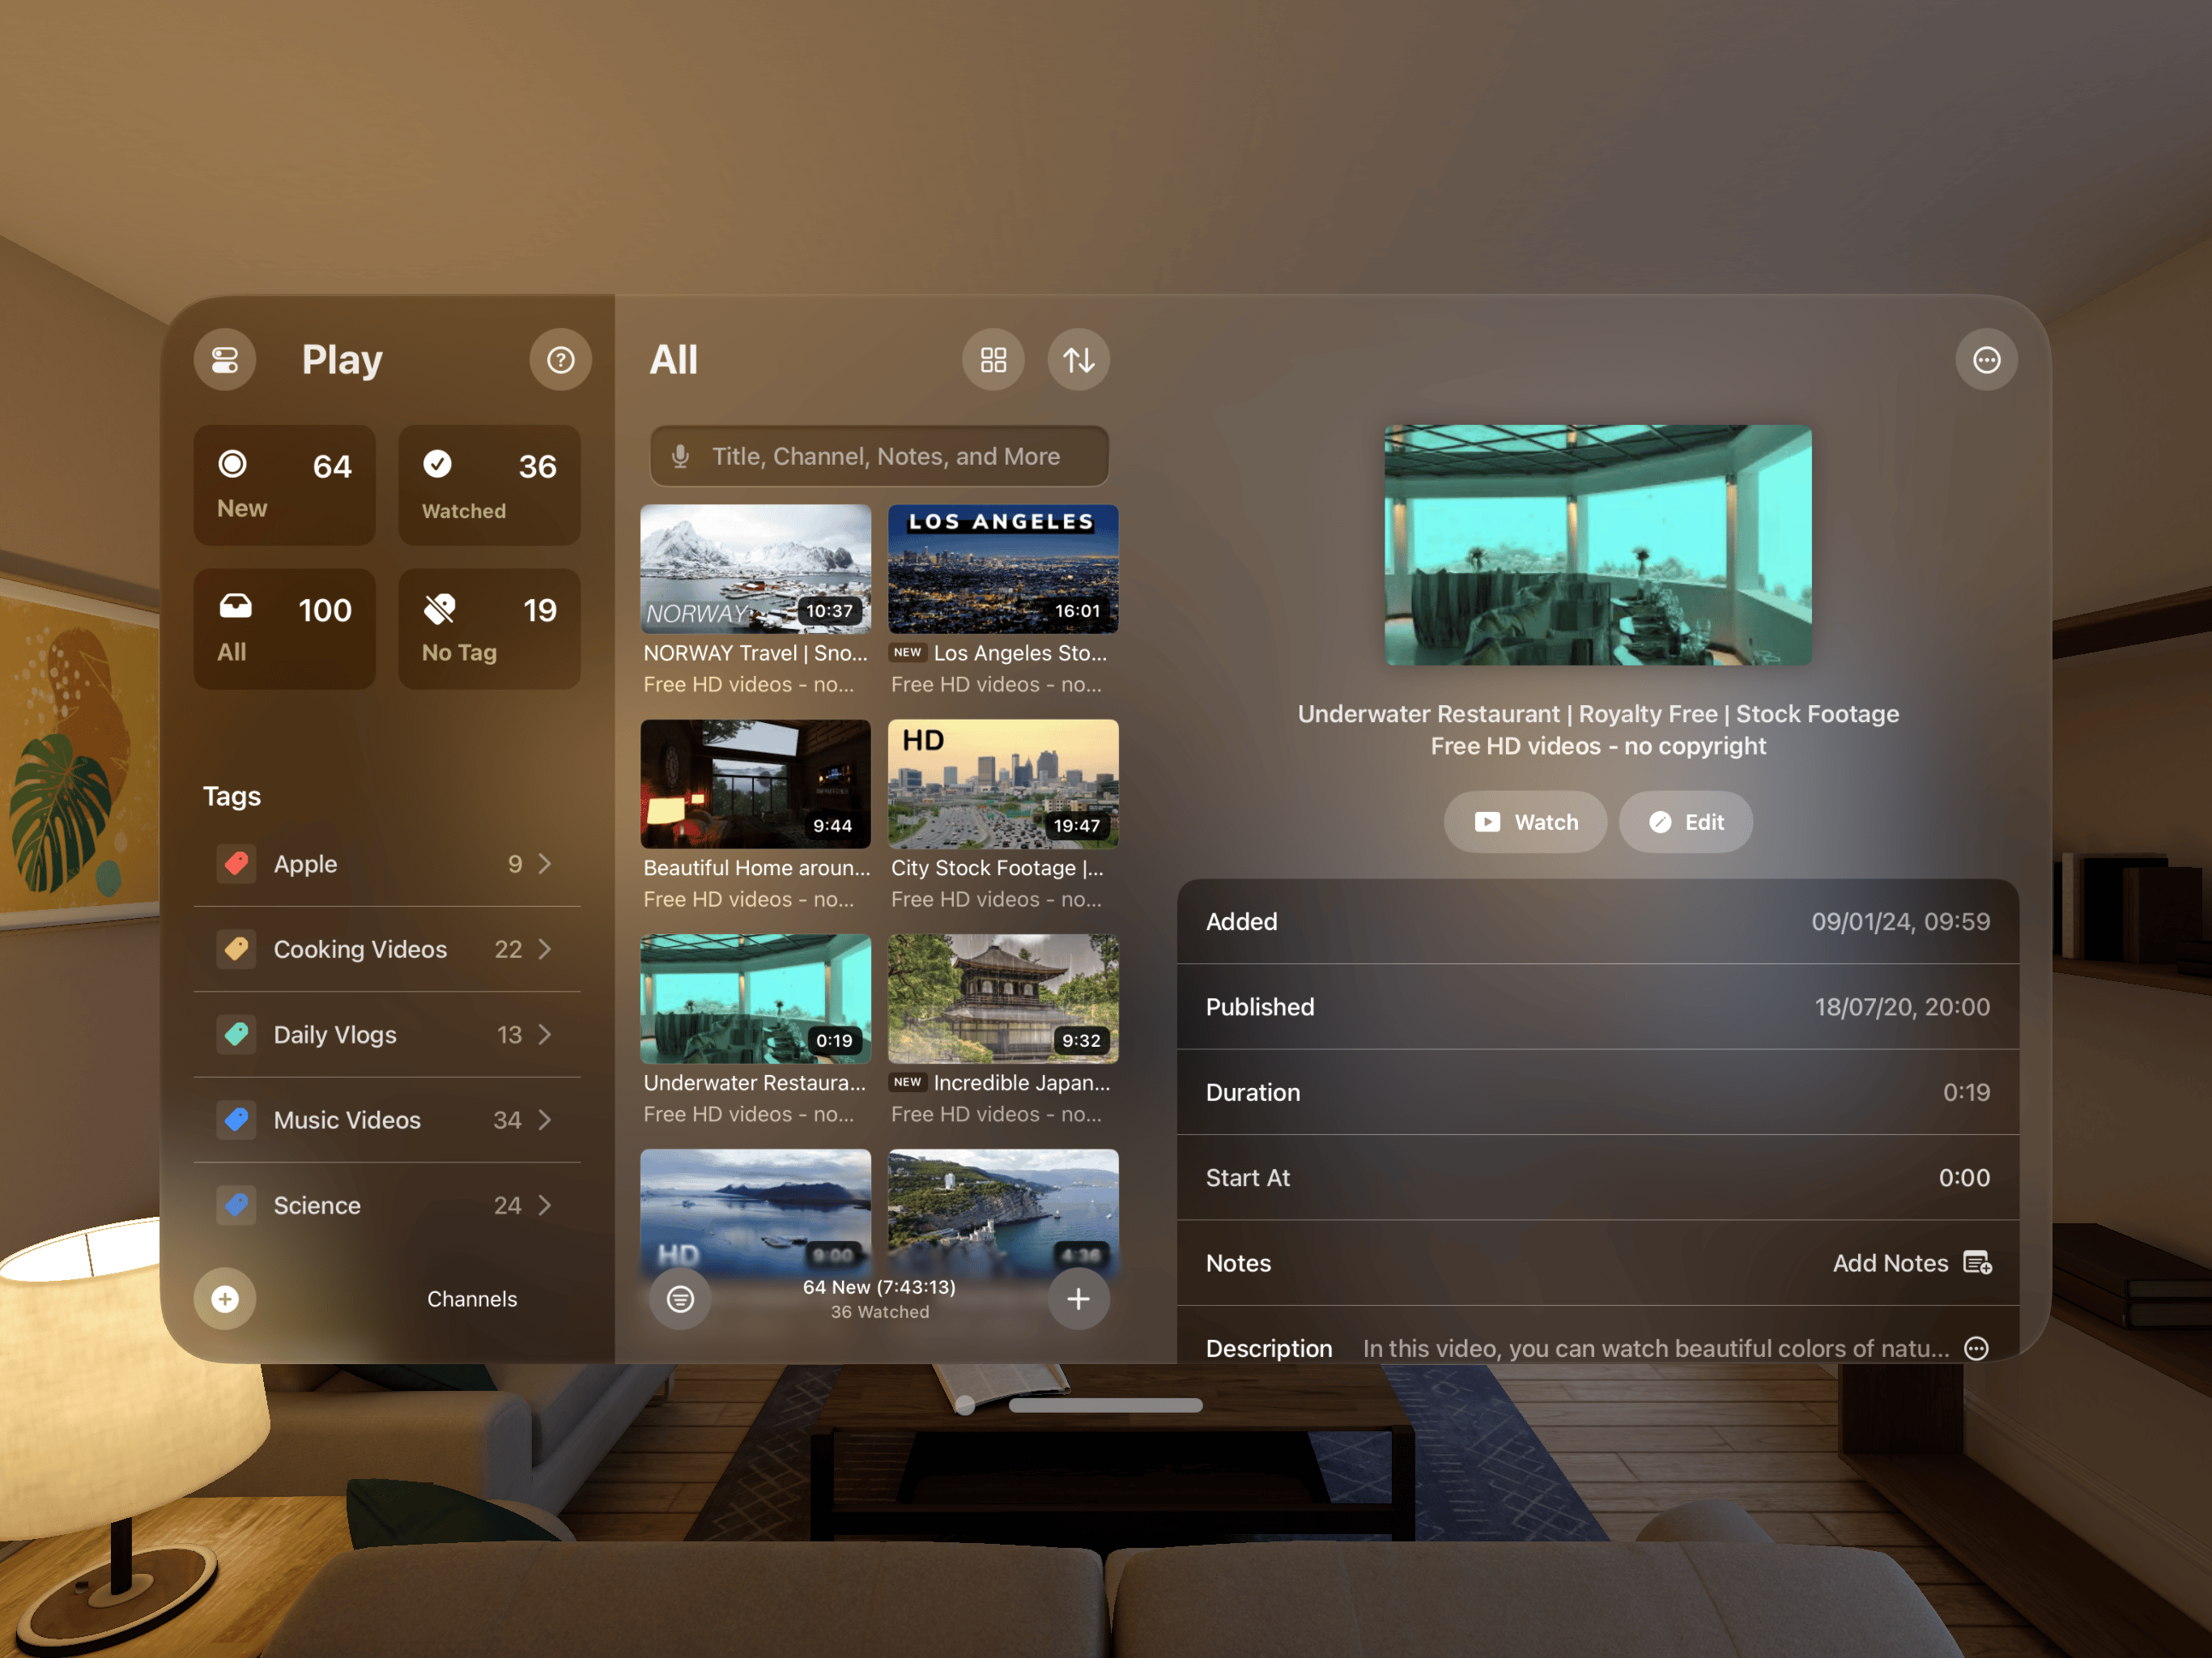 Play
64
New
36
Watched
100
All
19
No Tag
Tags
Apple 9
Cooking Videos 22
Daily Vlogs 13
Music Videos 34
Science 24
Channels
All
Title, Channel, Notes, and More
NORWAY
10:37
NORWAY Travel | Sno...
Free HD videos - no...
LOS ANGELES
16:01
NEW Los Angeles Sto...
Free HD videos - no...
9:44
Beautiful Home aroun...
Free HD videos - no...
HD
19:47
City Stock Footage |...
Free HD videos - no...
0:19
Underwater Restaura...
Free HD videos - no...
9:32
NEW Incredible Japan...
Free HD videos - no...
HD
9:00
4:36
64 New (7:43:13)
36 Watched
Underwater Restaurant | Royalty Free | Stock Footage
Free HD videos - no copyright
Watch
Edit
Added 09/01/24, 09:59
Published 18/07/20, 20:00
Duration 0:19
Start At 0:00
Notes Add Notes
Description In this video, you can watch beautiful colors of natu...